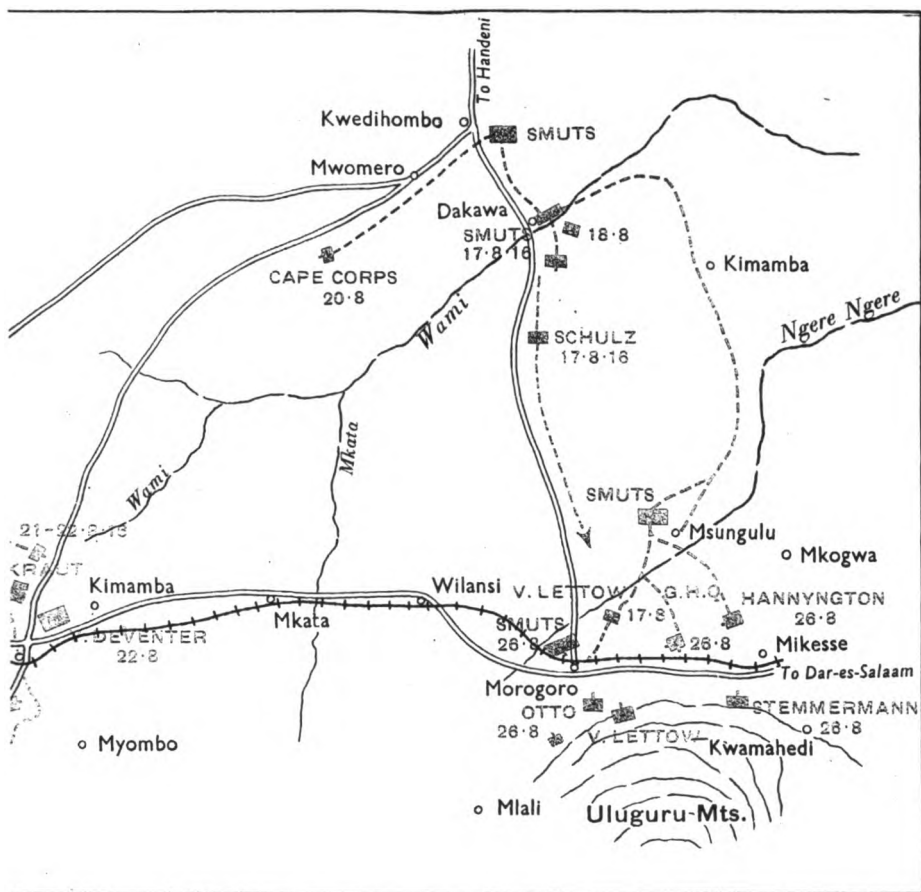 To Handeni
Kwedihombo
SMUTS
Mwomero
Dakawa
SMUTS
17·8·16
18·8
CAPE CORPS
20·8
Kimamba
Wami
Ngere Ngere
SCHULZ
17·8·16
Mkata
Wami
SMUTS
Msungulu
Mkogwa
KRAUT
Kimamba
DEVENTER
22·8
Mkata
Wilansi
V. LETTOW
17·8
G.H.Q.
26·8
HANNYNGTON
26·8
SMUTS
26·8
Mikesse
To Dar-es-Salaam
Morogoro
OTTO
26·8
V. LETTOW
STEMMERMANN
26·8
Kwamahedi
Myombo
Mlali
Uluguru-Mts.